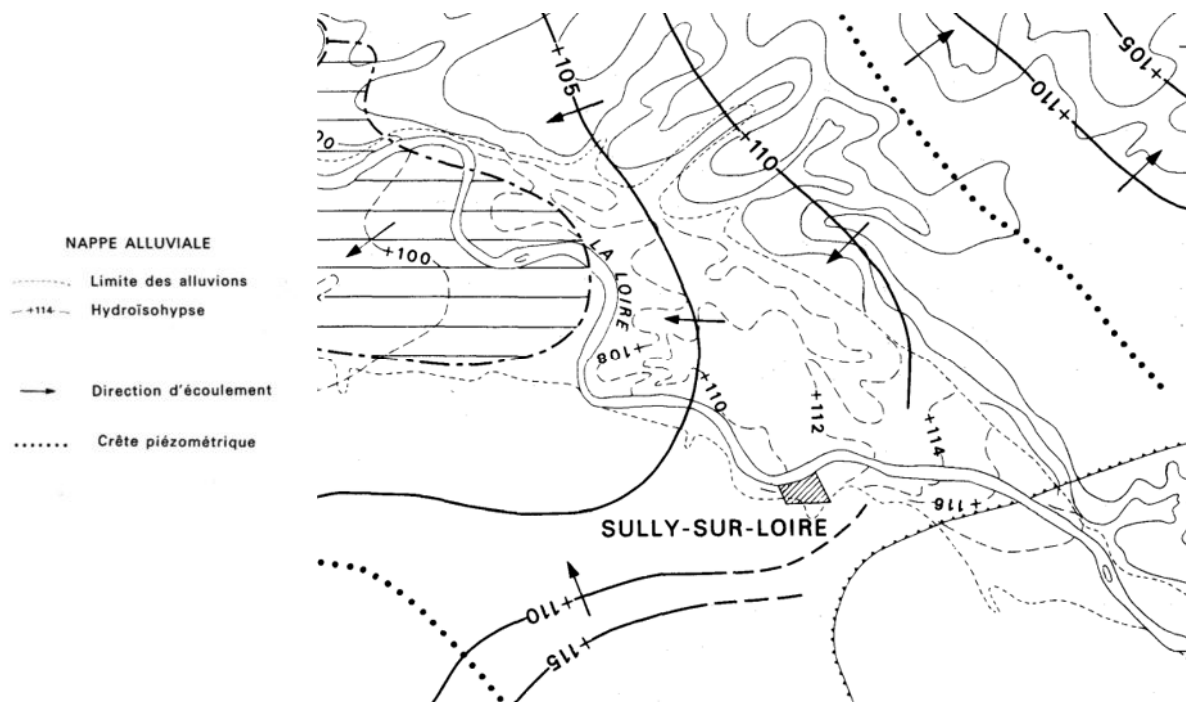 NAPPE ALLUVIALE
Limite des alluvions
+114 Hydroïsohypse
Direction d'écoulement
Crête piézométrique
+105
+110
+110
+105
+100
LA LOIRE
+108
+110
+112
+114
+116
SULLY-SUR-LOIRE
+110
+115